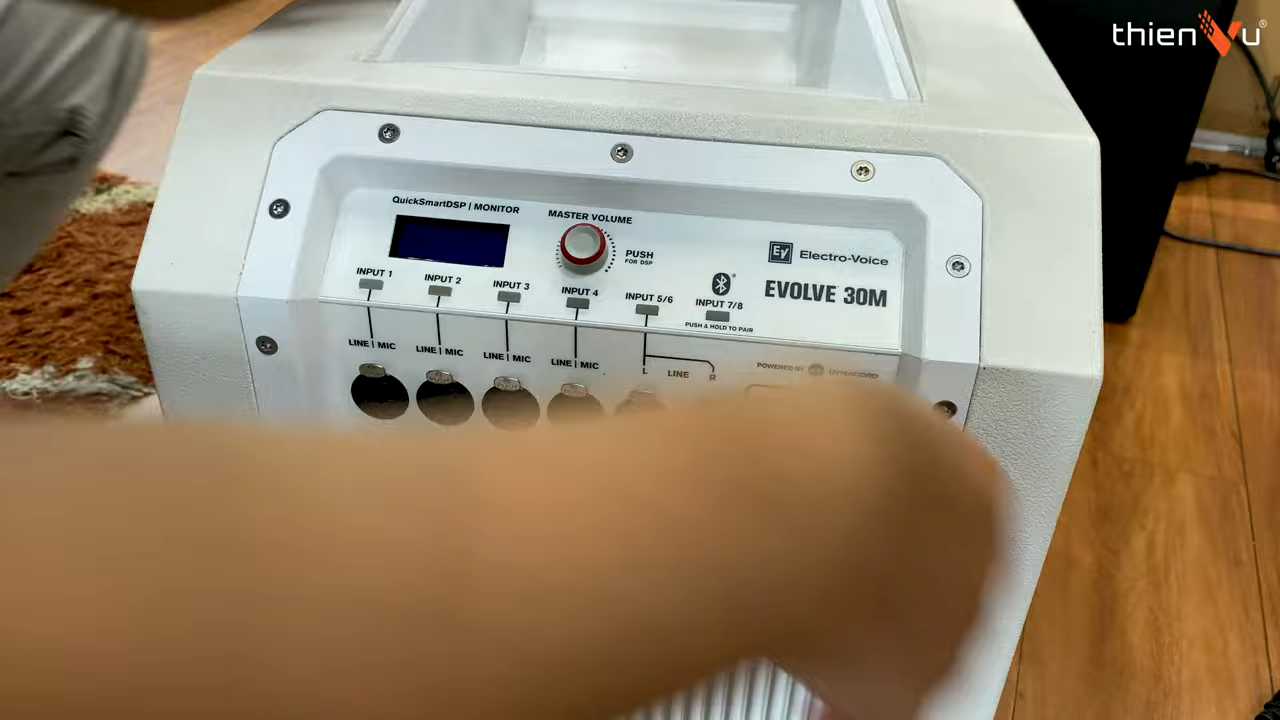 thienVu®
QuickSmartDSP | MONITOR
MASTER VOLUME
PUSH
FOR DSP
EV Electro-Voice
EVOLVE 30M
INPUT 1
INPUT 2
INPUT 3
INPUT 4
INPUT 5/6
INPUT 7/8
PUSH & HOLD TO PAIR
LINE | MIC
LINE | MIC
LINE | MIC
LINE | MIC
L LINE R
POWERED BY DYNACORD